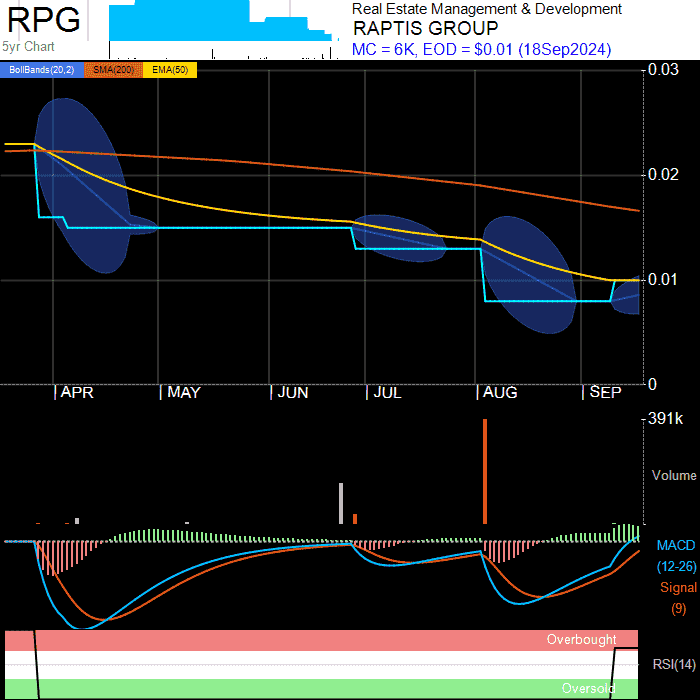 RPG
5yr Chart
Real Estate Management & Development
RAPTIS GROUP
MC = 6K, EOD = $0.01 (18Sep2024)
BollBands(20,2) SMA(200) EMA(50)
0.03
0.02
0.01
0
APR MAY JUN JUL AUG SEP
391k
Volume
MACD
(12-26)
Signal
(9)
Overbought
RSI(14)
Oversold